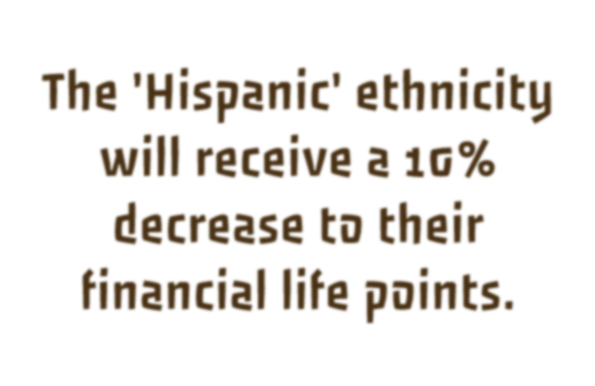 The 'Hispanic' ethnicity
will receive a 10%
decrease to their
financial life points.